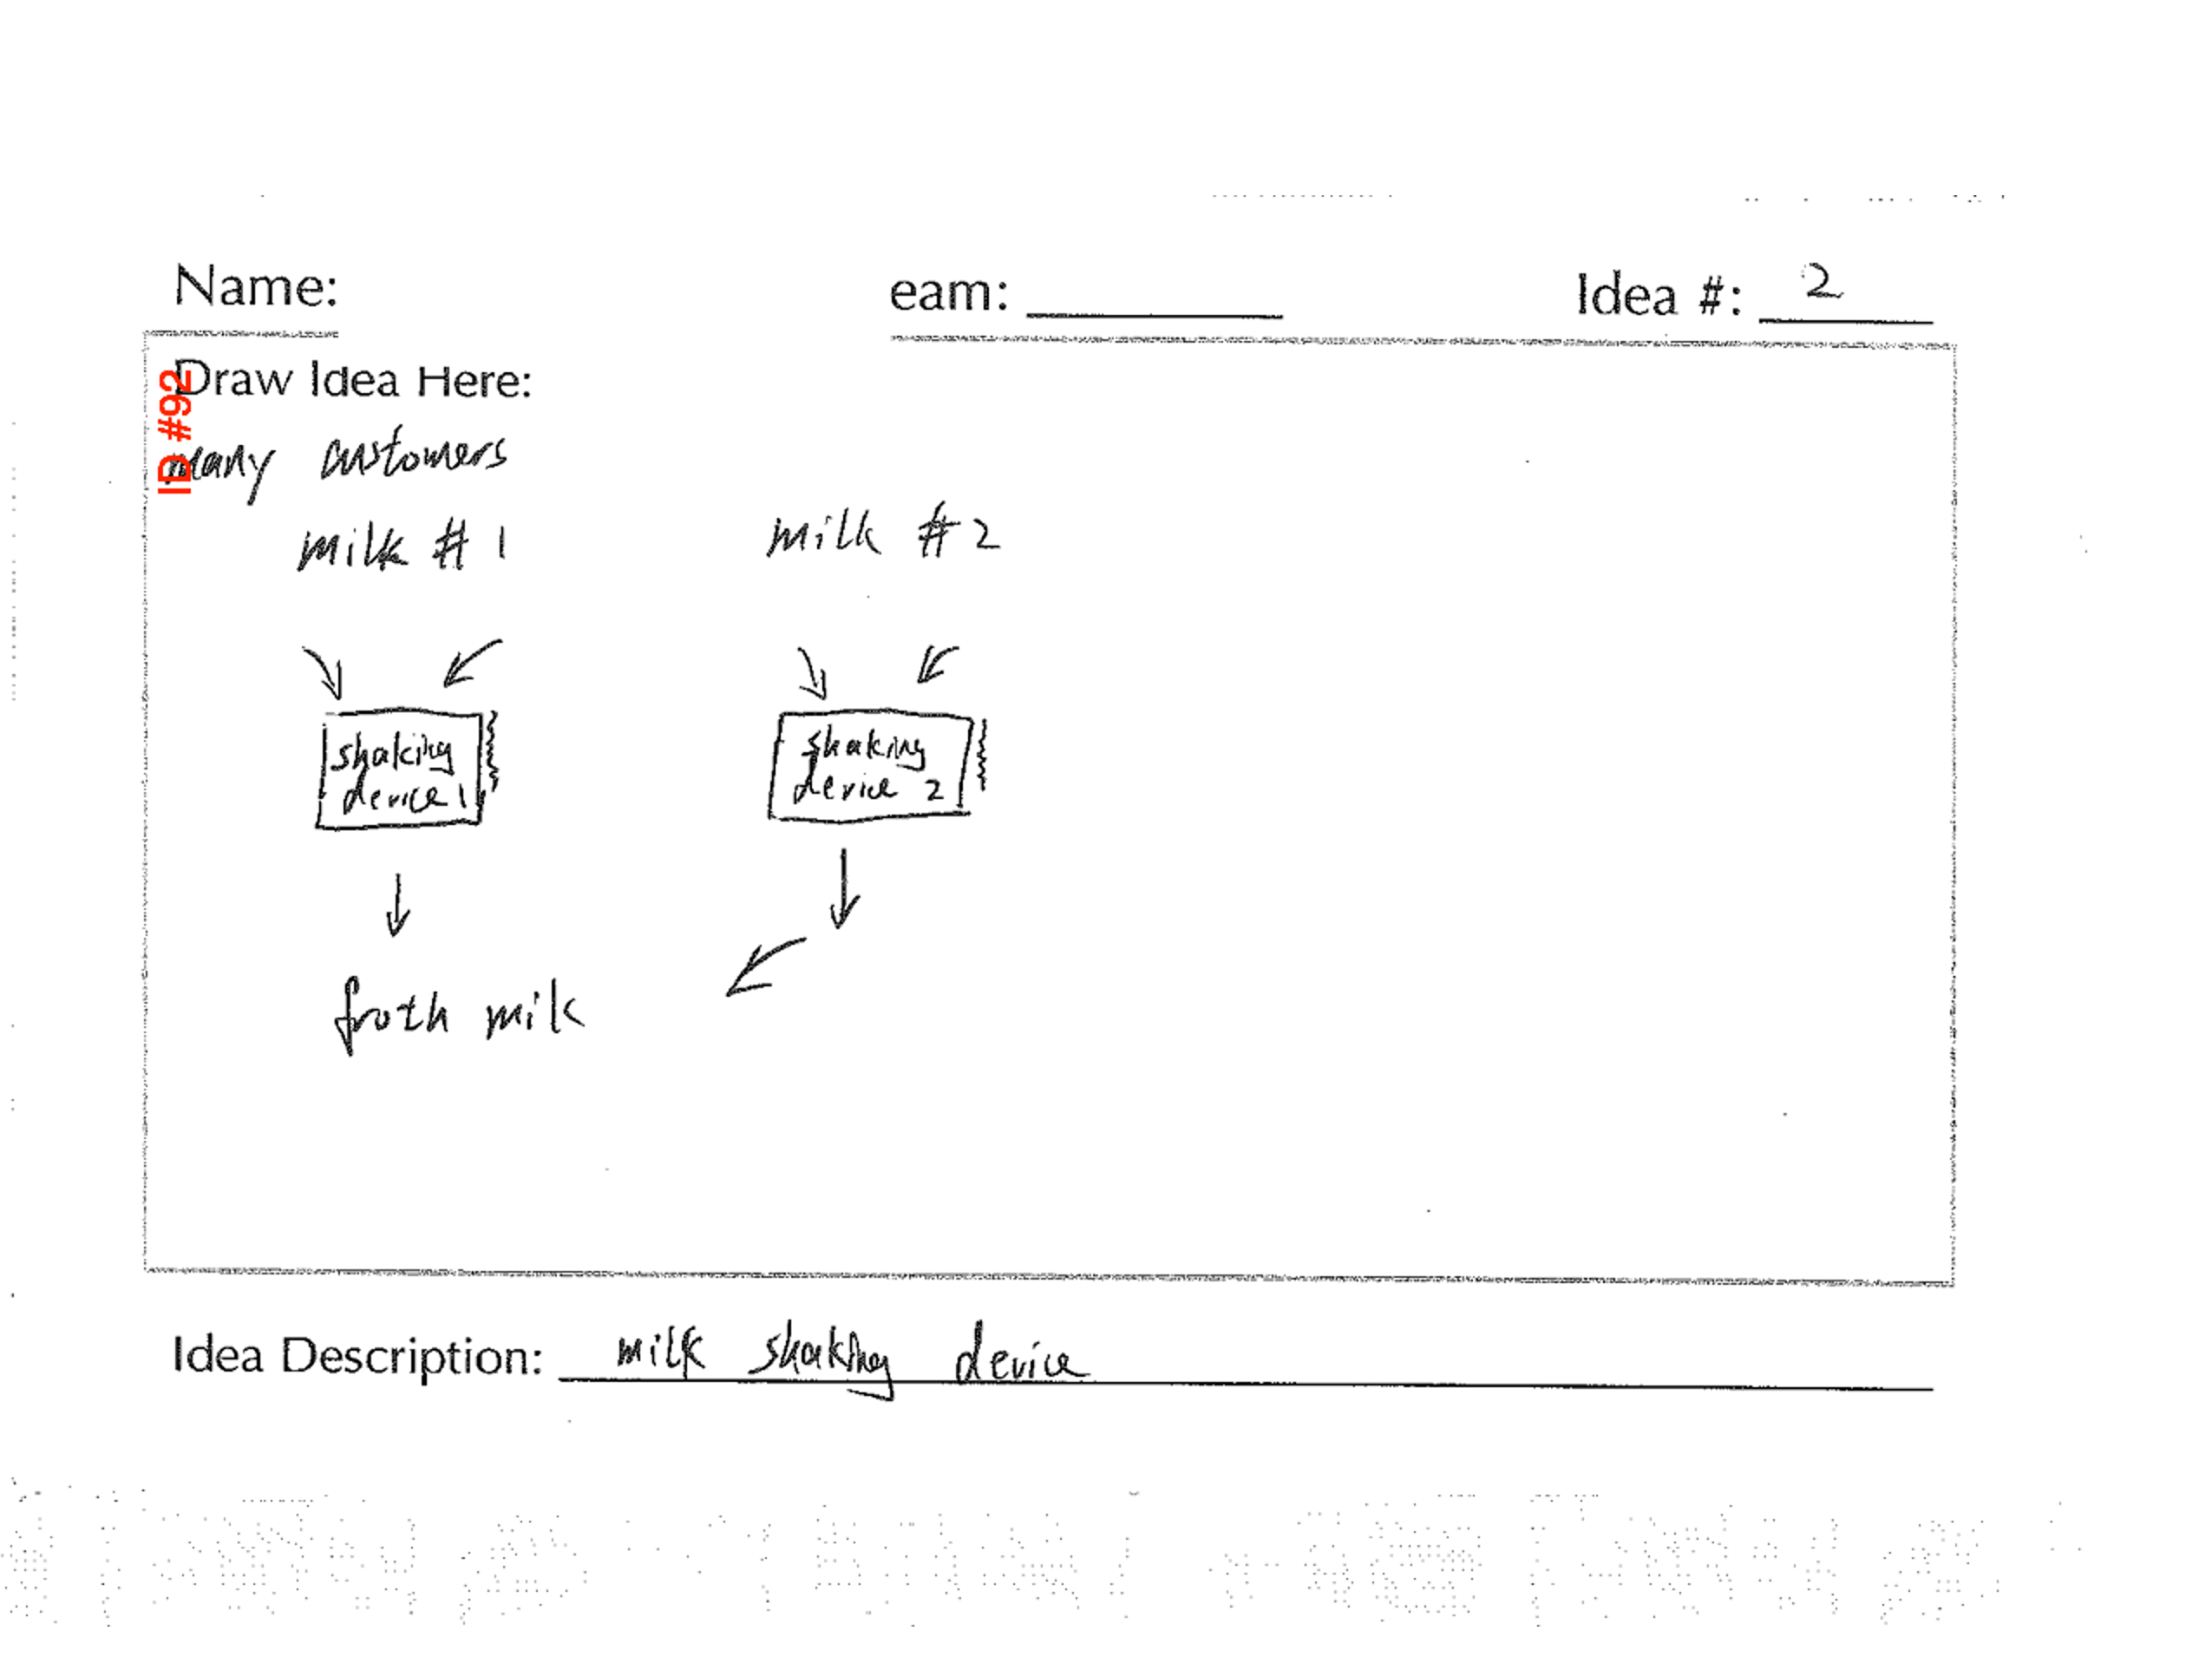 Name: eam: Idea #: 2
Draw Idea Here:
ID #92
many customers
milk #1 milk #2
shaking device 1
shaking device 2
froth milk
Idea Description: milk shaking device